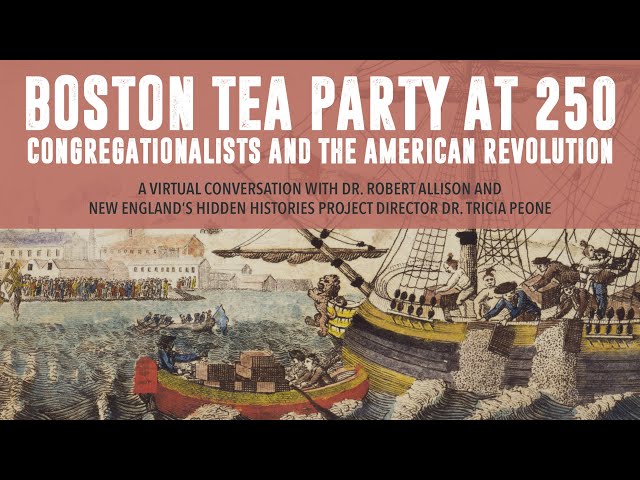 BOSTON TEA PARTY AT 250
CONGREGATIONALISTS AND THE AMERICAN REVOLUTION
A VIRTUAL CONVERSATION WITH DR. ROBERT ALLISON AND
NEW ENGLAND'S HIDDEN HISTORIES PROJECT DIRECTOR DR. TRICIA PEONE